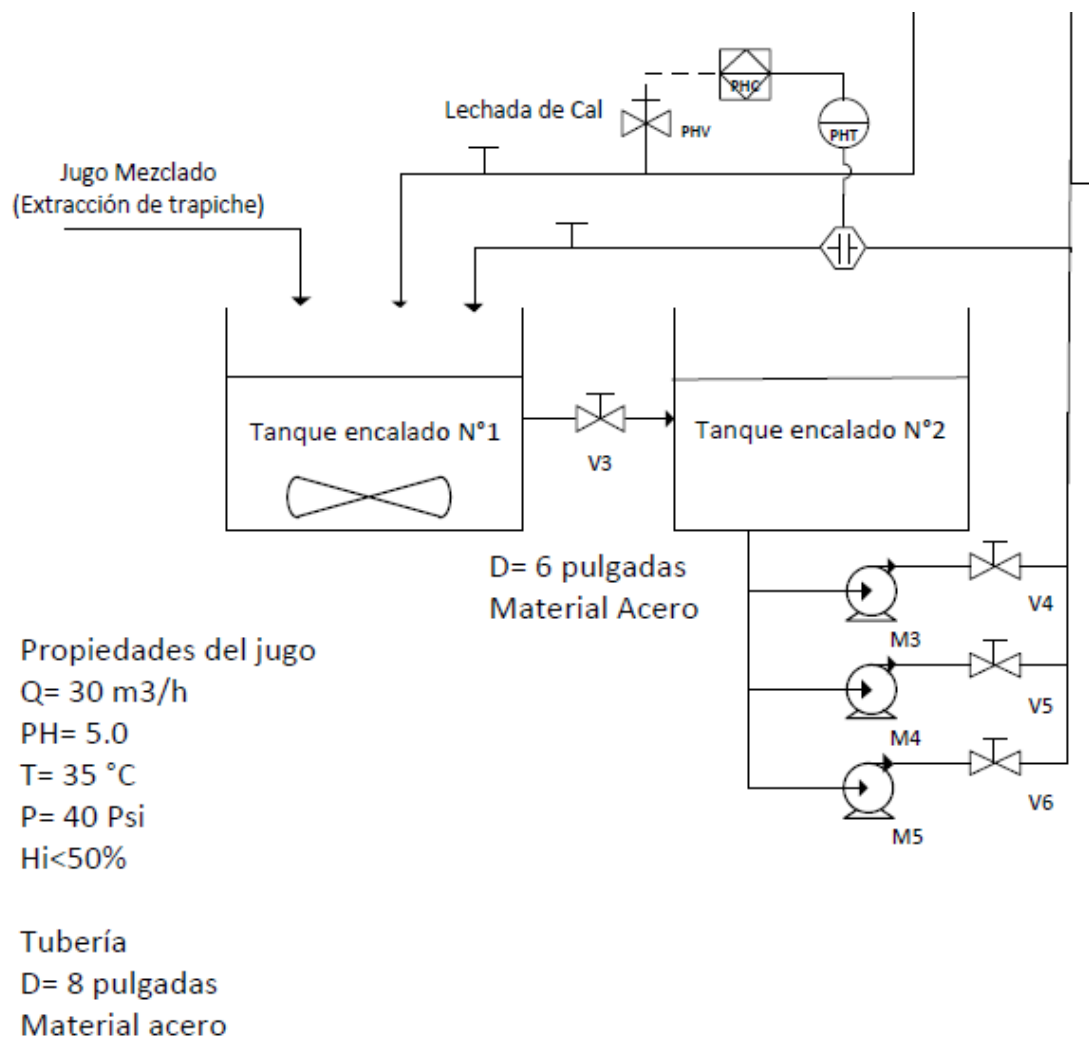 PHC
Lechada de Cal
PHV
PHT
Jugo Mezclado
(Extracción de trapiche)
Tanque encalado N°1
Tanque encalado N°2
V3
D= 6 pulgadas
Material Acero
V4
M3
V5
M4
V6
M5
Propiedades del jugo
Q= 30 m3/h
PH= 5.0
T= 35 °C
P= 40 Psi
Hi<50%
Tubería
D= 8 pulgadas
Material acero